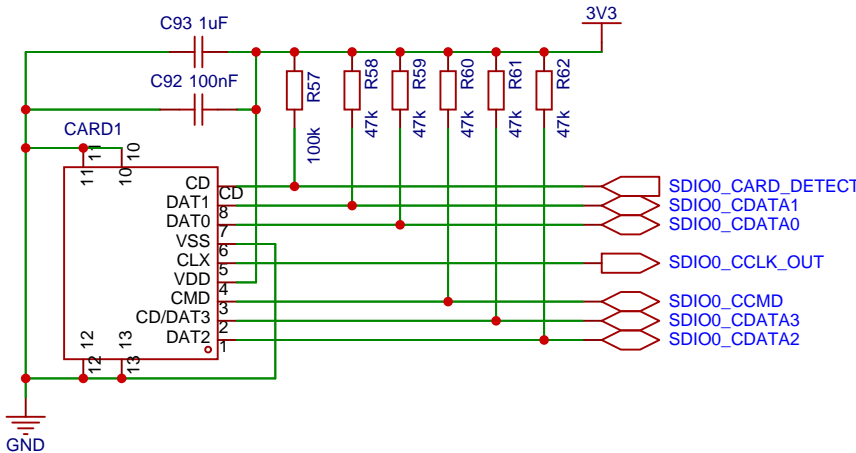 C93 1uF
3V3
C92 100nF
R57
R58
R59
R60
R61
R62
100k
47k
47k
47k
47k
47k
CARD1
11
10
11
10
CD
CD
SDIO0_CARD_DETECT
DAT1
8
SDIO0_CDATA1
DAT0
7
SDIO0_CDATA0
VSS
6
CLX
5
SDIO0_CCLK_OUT
VDD
4
CMD
3
SDIO0_CCMD
CD/DAT3
2
SDIO0_CDATA3
DAT2
1
SDIO0_CDATA2
12
13
12
13
GND